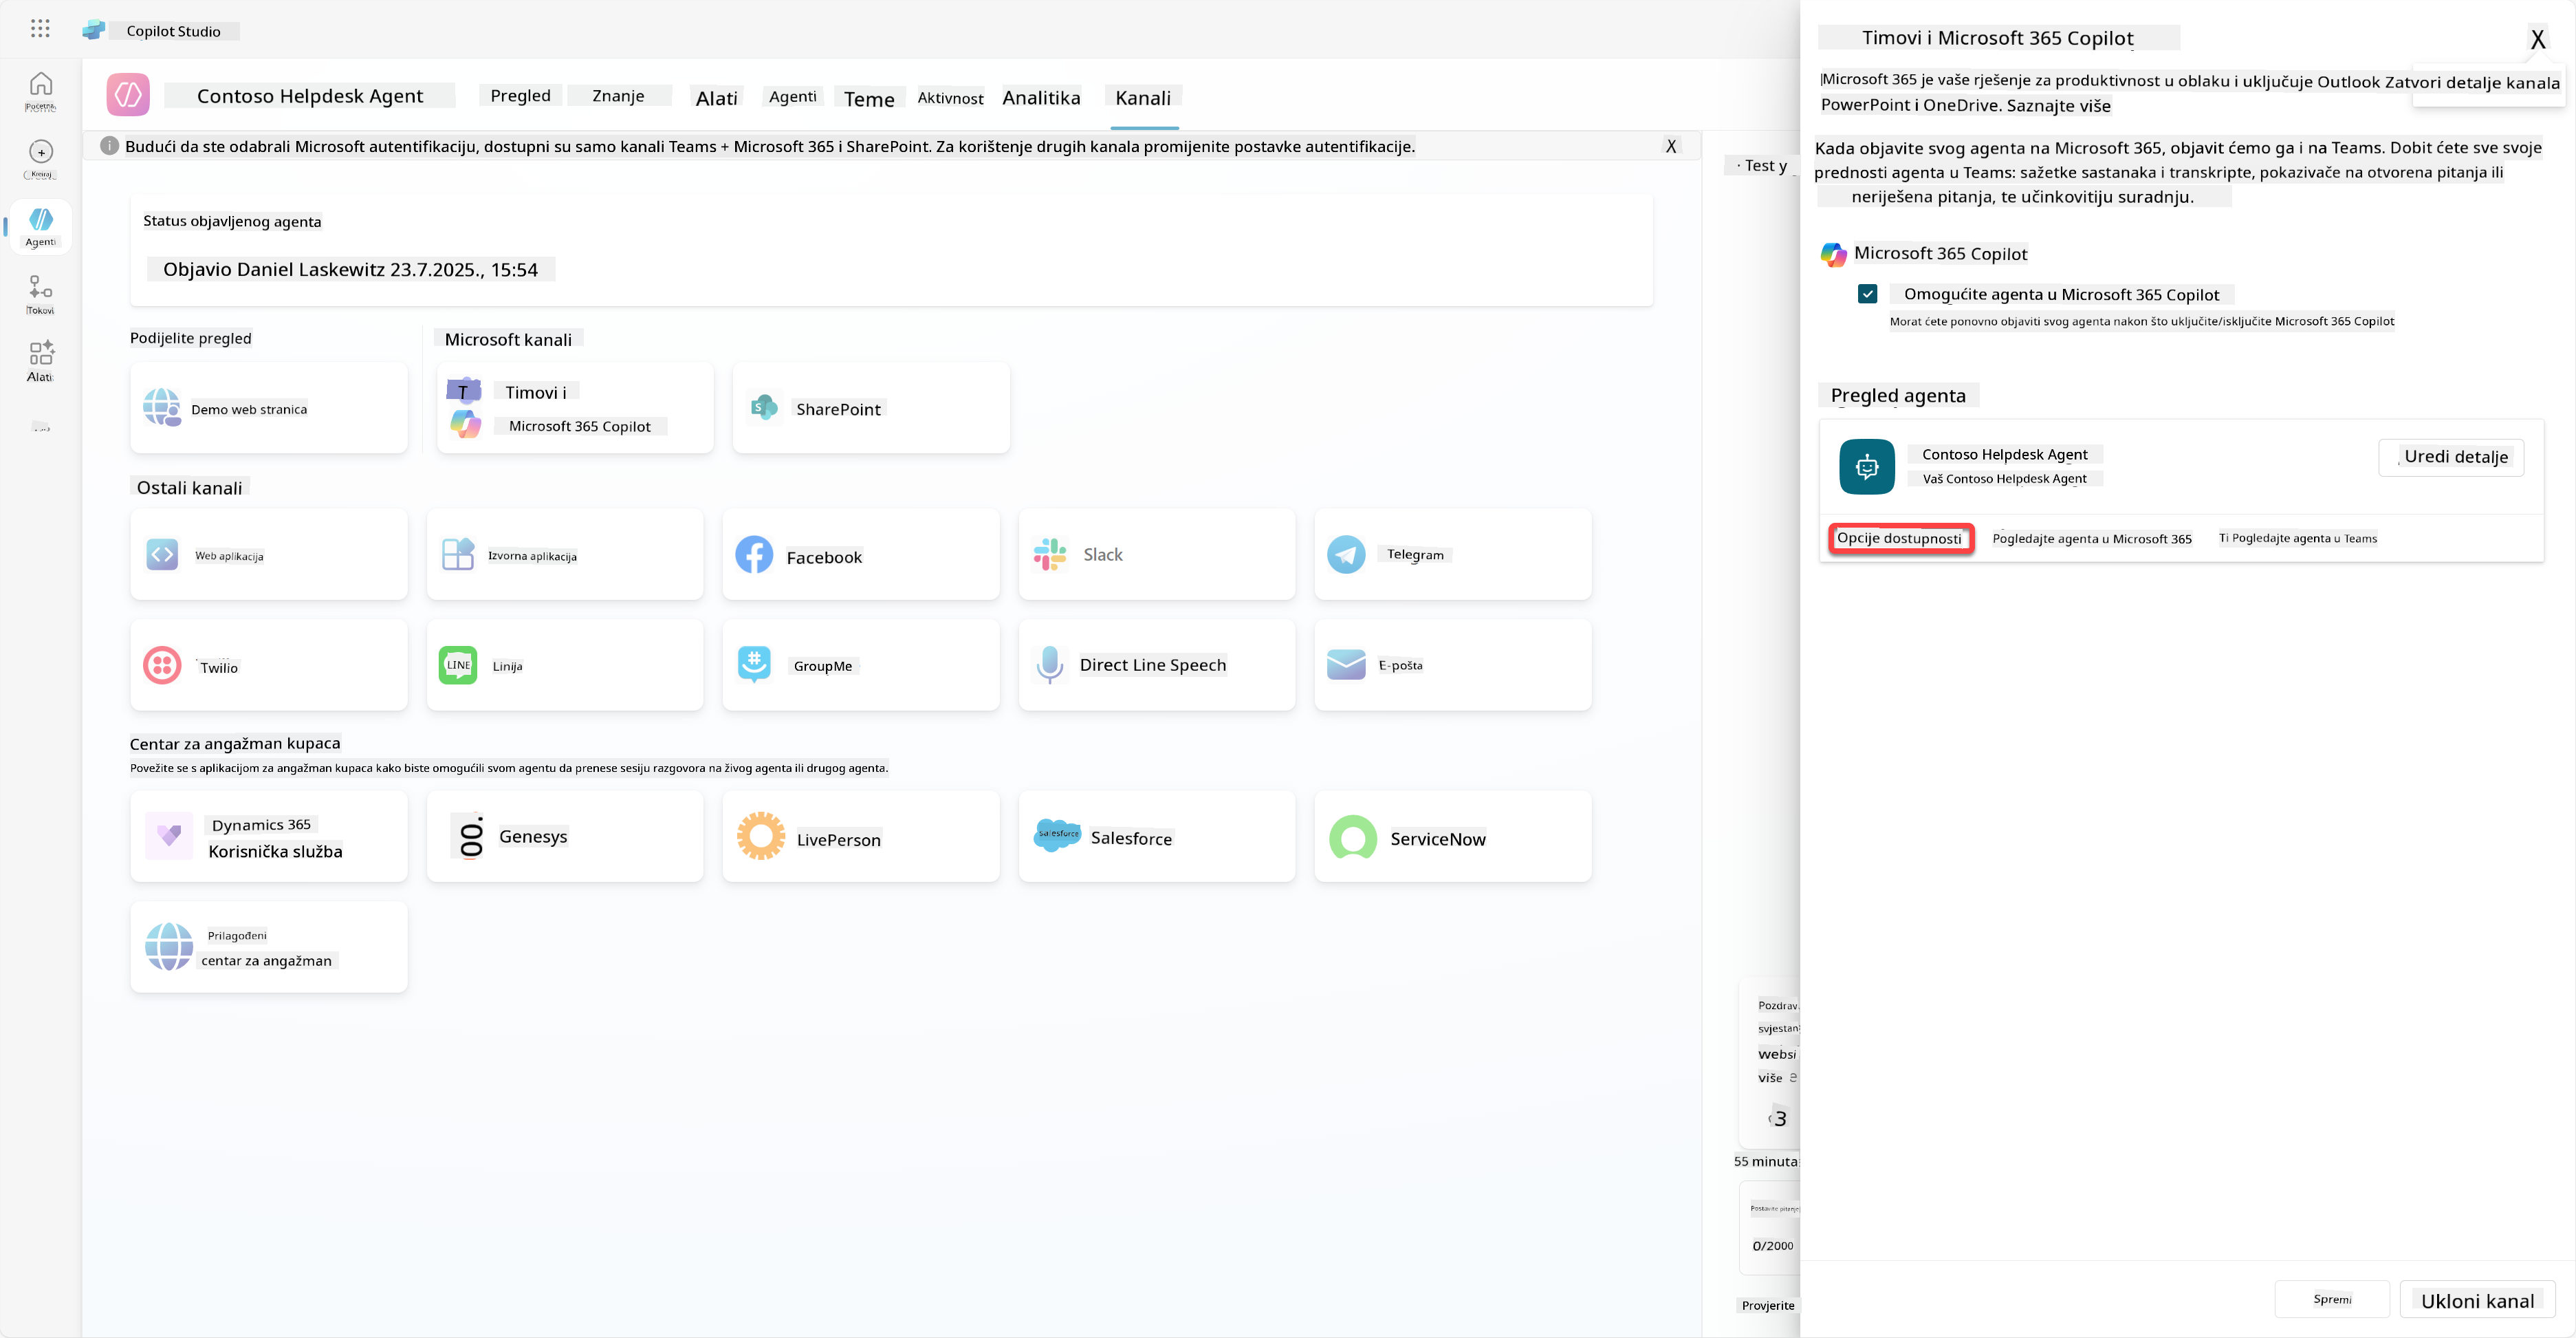 Copilot Studio
Početna
Kreiraj
Agenti
Tokovi
Alati
Contoso Helpdesk Agent
Pregled
Znanje
Alati
Agenti
Teme
Aktivnost
Analitika
Kanali
Budući da ste odabrali Microsoft autentifikaciju, dostupni su samo kanali Teams + Microsoft 365 i SharePoint. Za korištenje drugih kanala promijenite postavke autentifikacije.
X
Status objavljenog agenta
Objavio Daniel Laskewitz 23.7.2025., 15:54
Podijelite pregled
Microsoft kanali
Demo web stranica
T
Timovi i
Microsoft 365 Copilot
SharePoint
Ostali kanali
Web aplikacija
Izvorna aplikacija
Facebook
Slack
Telegram
Twilio
LINE
Linija
GroupMe
Direct Line Speech
E-pošta
Centar za angažman kupaca
Povežite se s aplikacijom za angažman kupaca kako biste omogućili svom agentu da prenese sesiju razgovora na živog agenta ili drugog agenta.
Dynamics 365
Korisnička služba
Genesys
LivePerson
salesforce
Salesforce
ServiceNow
Prilagođeni
centar za angažman
Test y
Pozdrav.
svjestan
websi
više
3
55 minuta
Postavite pitanje
0/2000
Provjerite
Timovi i Microsoft 365 Copilot
X
Microsoft 365 je vaše rješenje za produktivnost u oblaku i uključuje Outlook Zatvori detalje kanala
PowerPoint i OneDrive. Saznajte više
Kada objavite svog agenta na Microsoft 365, objavit ćemo ga i na Teams. Dobit ćete sve svoje
prednosti agenta u Teams: sažetke sastanaka i transkripte, pokazivače na otvorena pitanja ili
neriješena pitanja, te učinkovitiju suradnju.
Microsoft 365 Copilot
Omogućite agenta u Microsoft 365 Copilot
Morat ćete ponovno objaviti svog agenta nakon što uključite/isključite Microsoft 365 Copilot
Pregled agenta
Contoso Helpdesk Agent
Vaš Contoso Helpdesk Agent
Uredi detalje
Opcije dostupnosti
Pogledajte agenta u Microsoft 365
Ti Pogledajte agenta u Teams
Spremi
Ukloni kanal